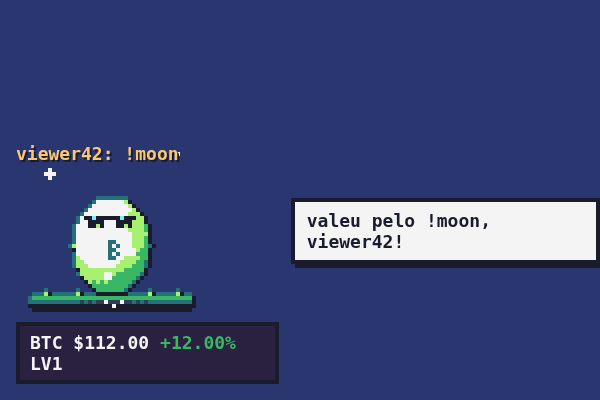 viewer42: !moon
valeu pelo !moon,
viewer42!
B
BTC $112.00 +12.00%
LV1